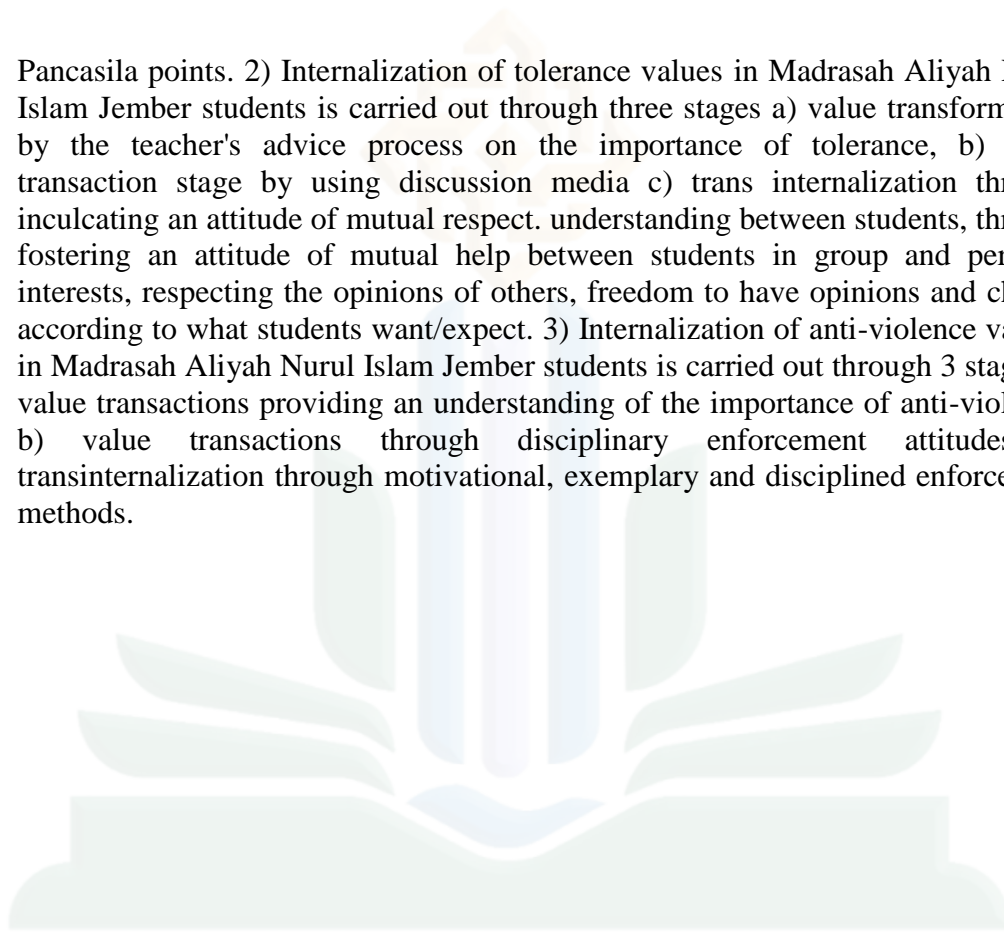 Pancasila points. 2) Internalization of tolerance values in Madrasah Aliyah
Islam Jember students is carried out through three stages a) value transform
by the teacher's advice process on the importance of tolerance, b)
transaction stage by using discussion media c) trans internalization thr
inculcating an attitude of mutual respect. understanding between students, thr
fostering an attitude of mutual help between students in group and per
interests, respecting the opinions of others, freedom to have opinions and c
according to what students want/expect. 3) Internalization of anti-violence va
in Madrasah Aliyah Nurul Islam Jember students is carried out through 3 stag
value transactions providing an understanding of the importance of anti-viol
b) value transactions through disciplinary enforcement attitudes
transinternalization through motivational, exemplary and disciplined enforce
methods.